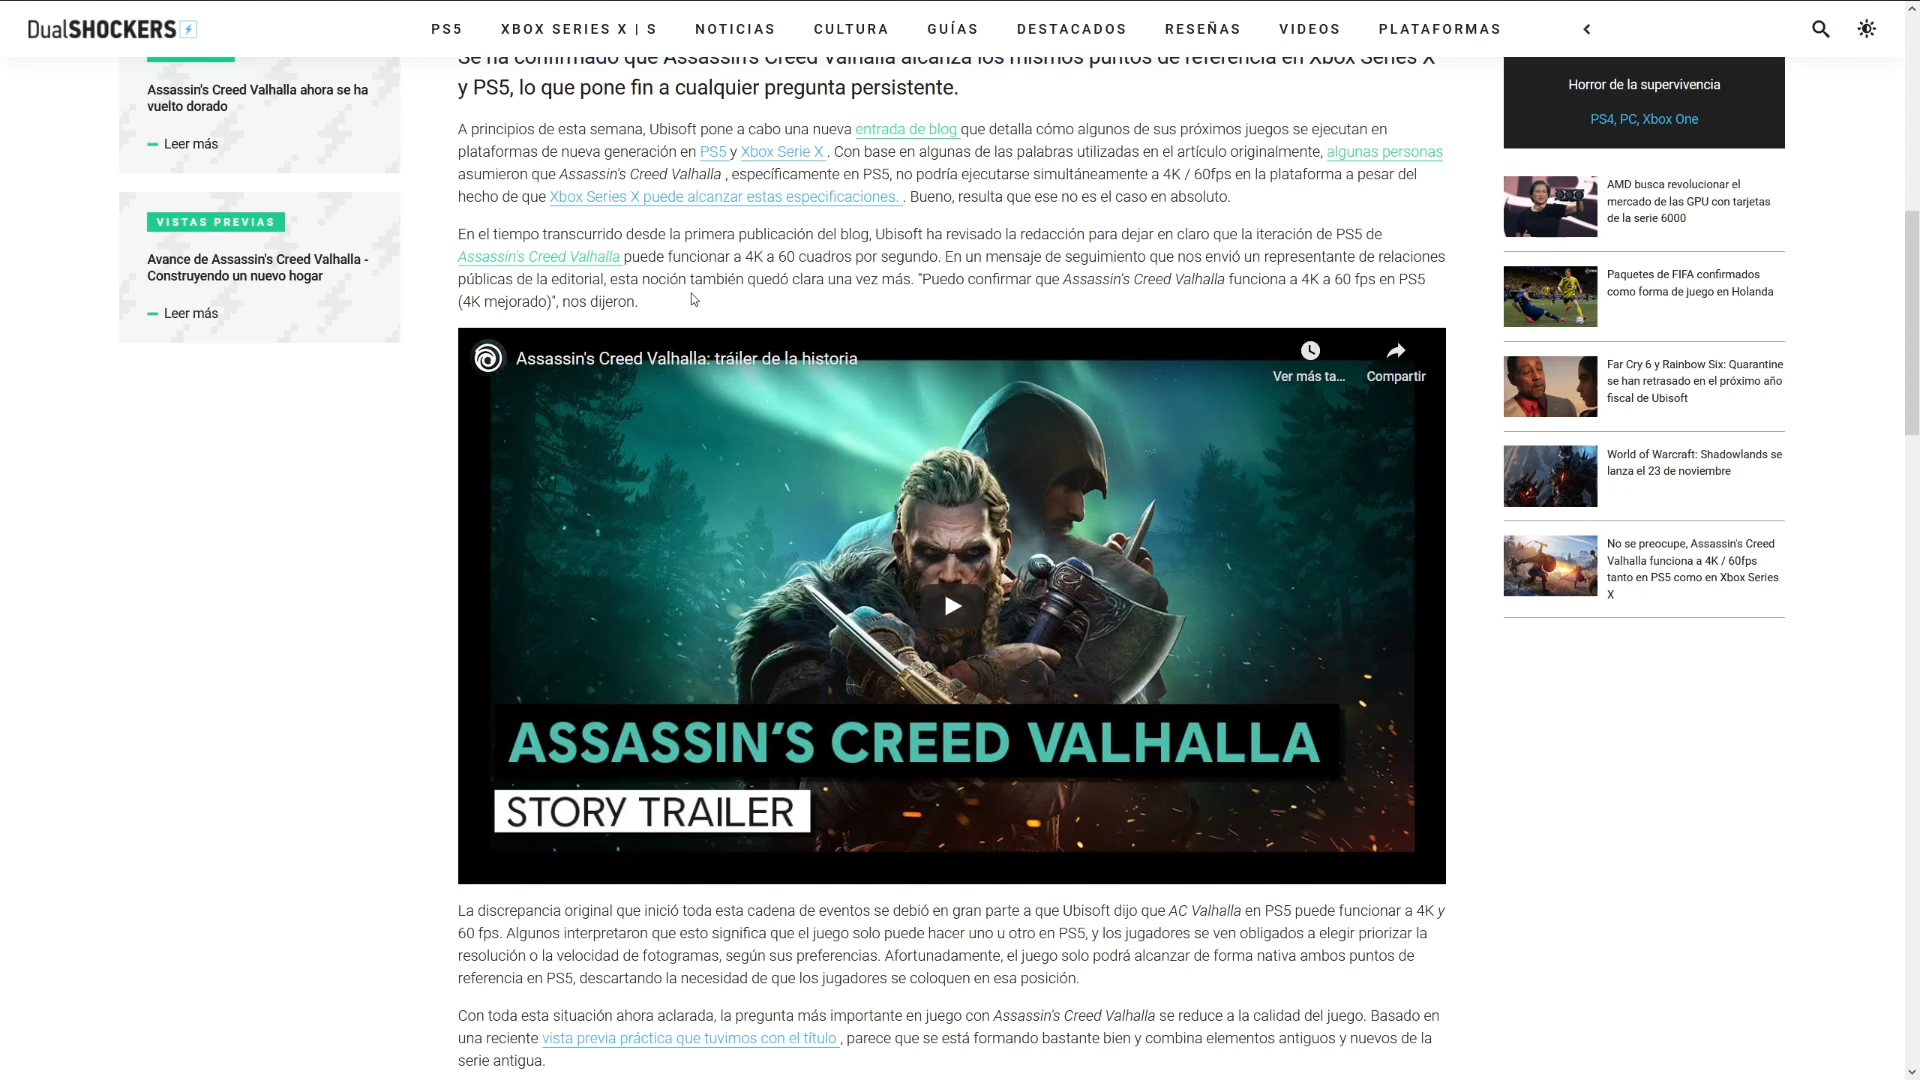 DualSHOCKERS
PS5
XBOX SERIES X | S
NOTICIAS
CULTURA
GUÍAS
DESTACADOS
RESEÑAS
VIDEOS
PLATAFORMAS
Assassin's Creed Valhalla ahora se ha
vuelto dorado
Leer más
VISTAS PREVIAS
Avance de Assassin's Creed Valhalla -
Construyendo un nuevo hogar
Leer más
Se ha confirmado que Assassin's Creed Valhalla alcanza los mismos puntos de referencia en Xbox Series X
y PS5, lo que pone fin a cualquier pregunta persistente.
A principios de esta semana, Ubisoft pone a cabo una nueva entrada de blog que detalla cómo algunos de sus próximos juegos se ejecutan en
plataformas de nueva generación en PS5 y Xbox Serie X . Con base en algunas de las palabras utilizadas en el artículo originalmente, algunas personas
asumieron que Assassin's Creed Valhalla , específicamente en PS5, no podría ejecutarse simultáneamente a 4K / 60fps en la plataforma a pesar del
hecho de que Xbox Series X puede alcanzar estas especificaciones. . Bueno, resulta que ese no es el caso en absoluto.
En el tiempo transcurrido desde la primera publicación del blog, Ubisoft ha revisado la redacción para dejar en claro que la iteración de PS5 de
Assassin's Creed Valhalla puede funcionar a 4K a 60 cuadros por segundo. En un mensaje de seguimiento que nos envió un representante de relaciones
públicas de la editorial, esta noción también quedó clara una vez más. "Puedo confirmar que Assassin's Creed Valhalla funciona a 4K a 60 fps en PS5
(4K mejorado)", nos dijeron.
Assassin's Creed Valhalla: tráiler de la historia
Ver más ta...
Compartir
ASSASSIN'S CREED VALHALLA
STORY TRAILER
La discrepancia original que inició toda esta cadena de eventos se debió en gran parte a que Ubisoft dijo que AC Valhalla en PS5 puede funcionar a 4K y
60 fps. Algunos interpretaron que esto significa que el juego solo puede hacer uno u otro en PS5, y los jugadores se ven obligados a elegir priorizar la
resolución o la velocidad de fotogramas, según sus preferencias. Afortunadamente, el juego solo podrá alcanzar de forma nativa ambos puntos de
referencia en PS5, descartando la necesidad de que los jugadores se coloquen en esa posición.
Con toda esta situación ahora aclarada, la pregunta más importante en juego con Assassin's Creed Valhalla se reduce a la calidad del juego. Basado en
una reciente vista previa práctica que tuvimos con el título , parece que se está formando bastante bien y combina elementos antiguos y nuevos de la
serie antigua.
Horror de la supervivencia
PS4, PC, Xbox One
AMD busca revolucionar el
mercado de las GPU con tarjetas
de la serie 6000
Paquetes de FIFA confirmados
como forma de juego en Holanda
Far Cry 6 y Rainbow Six: Quarantine
se han retrasado en el próximo año
fiscal de Ubisoft
World of Warcraft: Shadowlands se
lanza el 23 de noviembre
No se preocupe, Assassin's Creed
Valhalla funciona a 4K / 60fps
tanto en PS5 como en Xbox Series
X